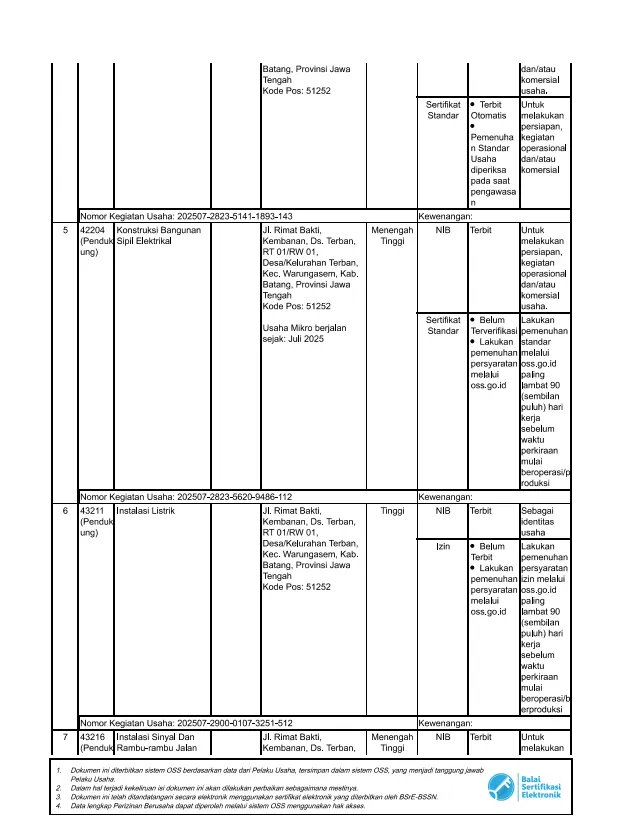 Batang, Provinsi Jawa
Tengah
Kode Pos: 51252
dan/atau
komersial
usaha.
Sertifikat
Standar
• Terbit
Otomatis
•
Pemenuha
n Standar
Usaha
diperiksa
pada saat
pengawasa
n
Untuk
melakukan
persiapan,
kegiatan
operasional
dan/atau
komersial
Nomor Kegiatan Usaha: 202507-2823-5141-1893-143
Kewenangan:
5
42204
(Penduk
ung)
Konstruksi Bangunan
Sipil Elektrikal
Jl. Rimat Bakti,
Kembanan, Ds. Terban,
RT 01/RW 01,
Desa/Kelurahan Terban,
Kec. Warungasem, Kab.
Batang, Provinsi Jawa
Tengah
Kode Pos: 51252
Usaha Mikro berjalan
sejak: Juli 2025
Menengah
Tinggi
NIB
Terbit
Untuk
melakukan
persiapan,
kegiatan
operasional
dan/atau
komersial
usaha.
Sertifikat
Standar
• Belum
Terverifikasi
• Lakukan
pemenuhan
persyaratan
melalui
oss.go.id
Lakukan
pemenuhan
standar
melalui
oss.go.id
paling
lambat 90
(sembilan
puluh) hari
kerja
sebelum
waktu
perkiraan
mulai
beroperasi/p
roduksi
Nomor Kegiatan Usaha: 202507-2823-5620-9486-112
Kewenangan:
6
43211
(Penduk
ung)
Instalasi Listrik
Jl. Rimat Bakti,
Kembanan, Ds. Terban,
RT 01/RW 01,
Desa/Kelurahan Terban,
Kec. Warungasem, Kab.
Batang, Provinsi Jawa
Tengah
Kode Pos: 51252
Tinggi
NIB
Terbit
Sebagai
identitas
usaha
Izin
• Belum
Terbit
• Lakukan
pemenuhan
persyaratan
melalui
oss.go.id
Lakukan
pemenuhan
persyaratan
izin melalui
oss.go.id
paling
lambat 90
(sembilan
puluh) hari
kerja
sebelum
waktu
perkiraan
mulai
beroperasi/b
erproduksi
Nomor Kegiatan Usaha: 202507-2900-0107-3251-512
Kewenangan:
7
43216
(Penduk
Instalasi Sinyal Dan
Rambu-rambu Jalan
Jl. Rimat Bakti,
Kembanan, Ds. Terban,
Menengah
Tinggi
NIB
Terbit
Untuk
melakukan
1. Dokumen ini diterbitkan sistem OSS berdasarkan data dari Pelaku Usaha, tersimpan dalam sistem OSS, yang menjadi tanggung jawab
Pelaku Usaha.
2. Dalam hal terjadi kekeliruan isi dokumen ini akan dilakukan perbaikan sebagaimana mestinya.
3. Dokumen ini telah ditandatangani secara elektronik menggunakan sertifikat elektronik yang diterbitkan oleh BSrE-BSSN.
4. Data lengkap Perizinan Berusaha dapat diperoleh melalui sistem OSS menggunakan hak akses.
Balai
Sertifikasi
Elektronik